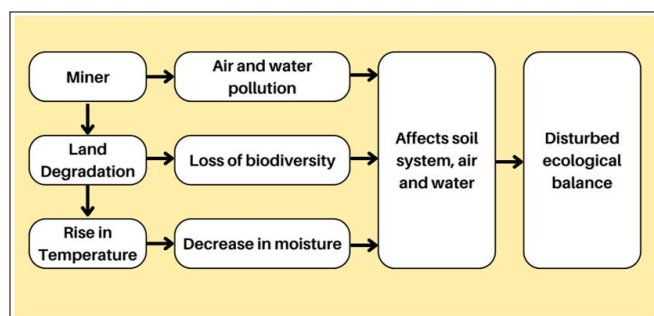 Miner
Air and water
pollution
Land
Degradation
Loss of biodiversity
Rise in
Temperature
Decrease in moisture
Affects soil
system, air
and water
Disturbed
ecological
balance